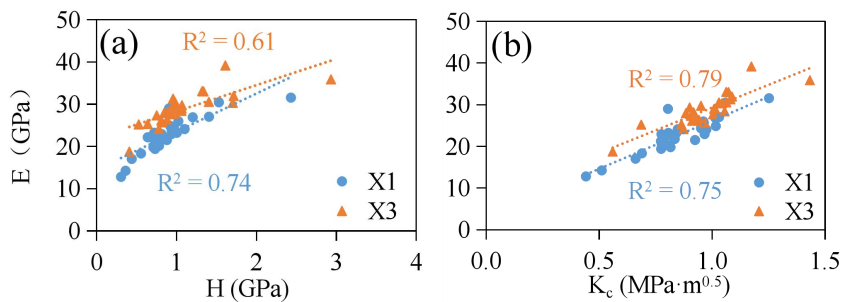 50
40
30
20
10
0
E (GPa)
(a)
R² = 0.61
R² = 0.74
X1
X3
0
1
2
3
4
H (GPa)
50
40
30
20
10
0
(b)
R² = 0.79
R² = 0.75
X1
X3
0.0
0.5
1.0
1.5
K_c (MPa·m^0.5)